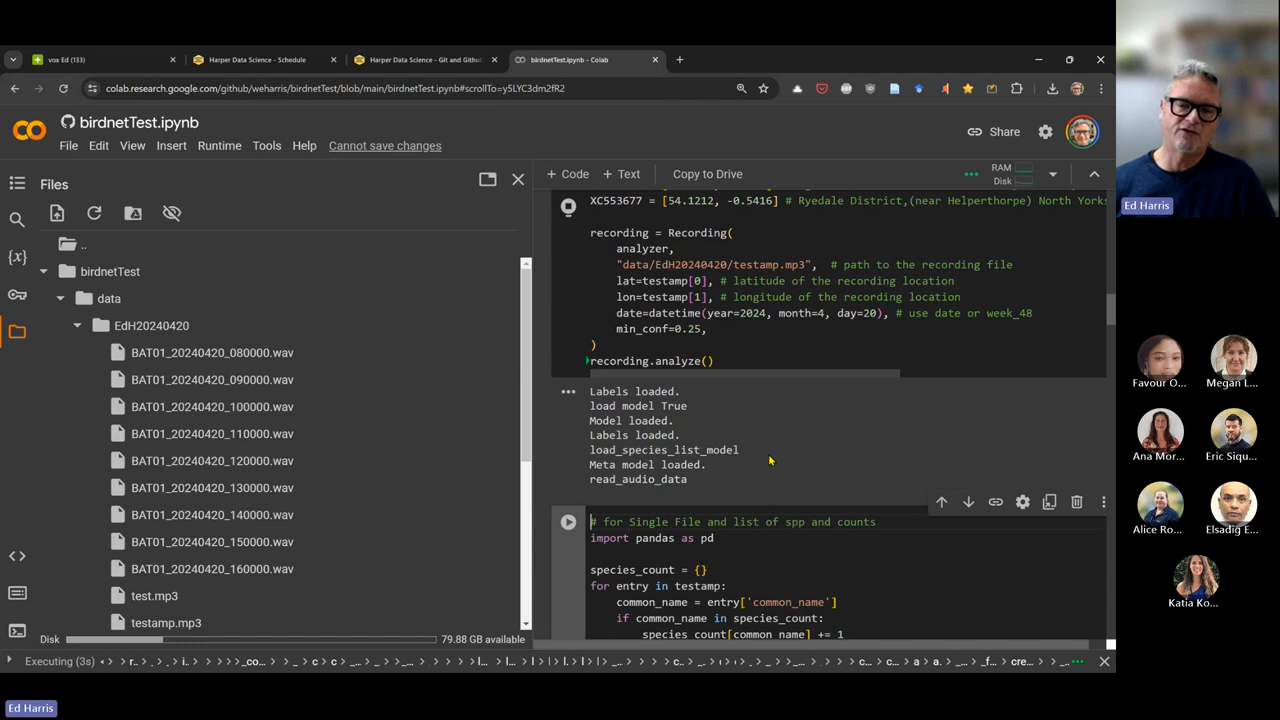 vox Ed (133)
Harper Data Science - Schedule
Harper Data Science - Git and Github
birdnetTest.ipynb - Colab
colab.research.google.com/github/weharris/birdnetTest/blob/main/birdnetTest.ipynb#scrollTo=y5LYC3dm2fR2
birdnetTest.ipynb
File Edit View Insert Runtime Tools Help Cannot save changes
Share
Files
+ Code + Text Copy to Drive
RAM
Disk
..
birdnetTest
data
EdH20240420
BAT01_20240420_080000.wav
BAT01_20240420_090000.wav
BAT01_20240420_100000.wav
BAT01_20240420_110000.wav
BAT01_20240420_120000.wav
BAT01_20240420_130000.wav
BAT01_20240420_140000.wav
BAT01_20240420_150000.wav
BAT01_20240420_160000.wav
test.mp3
testamp.mp3
Disk
79.88 GB available
XC553677 = [54.1212, -0.5416] # Ryedale District,(near Helperthorpe) North Yorks
recording = Recording(
analyzer,
"data/EdH20240420/testamp.mp3", # path to the recording file
lat=testamp[0], # latitude of the recording location
lon=testamp[1], # longitude of the recording location
date=datetime(year=2024, month=4, day=20), # use date or week_48
min_conf=0.25,
)
recording.analyze()
Labels loaded.
load model True
Model loaded.
Labels loaded.
load_species_list_model
Meta model loaded.
read_audio_data
# for Single File and list of spp and counts
import pandas as pd
species_count = {}
for entry in testamp:
common_name = entry['common_name']
if common_name in species_count:
species_count[common_name] += 1
Executing (3s)
Ed Harris
Favour O...
Megan L...
Ana Mor...
Eric Siqu...
Alice Ro...
Elsadig E...
Katia Ko...
Ed Harris